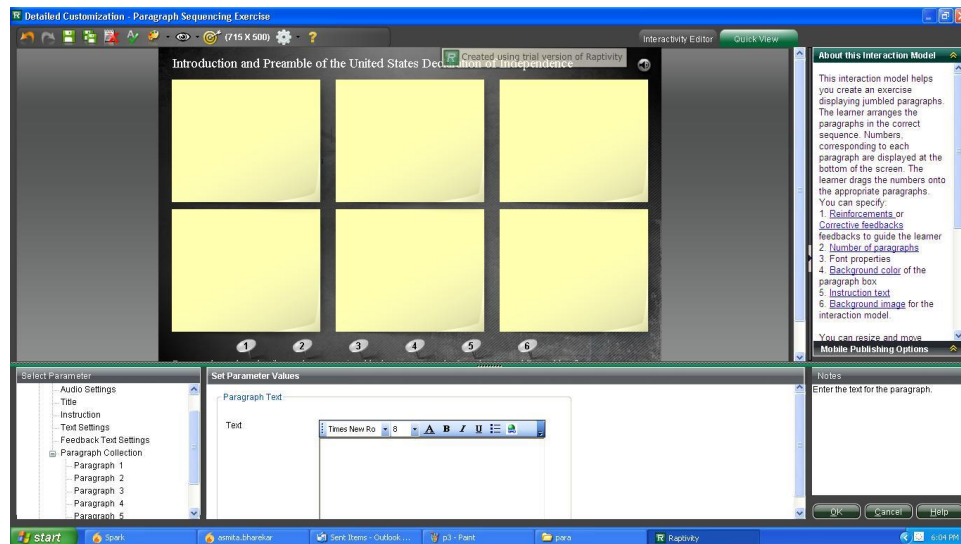 Detailed Customization - Paragraph Sequencing Exercise
(715 X 500)
?
Interactivity Editor
Quick View
Created using trial version of Raptivity
Introduction and Preamble of the United States Declaration of Independence
1 2 3 4 5 6
About this Interaction Model
This interaction model helps
you create an exercise
displaying jumbled paragraphs.
The learner arranges the
paragraphs in the correct
sequence. Numbers,
corresponding to each
paragraph are displayed at the
bottom of the screen. The
learner drags the numbers onto
the appropriate paragraphs.
You can specify:
1. Reinforcements or
Corrective feedbacks
feedbacks to guide the learner
2. Number of paragraphs
3. Font properties
4. Background color of the
paragraph box
5. Instruction text
6. Background image for the
interaction model.
You can resize and move
Mobile Publishing Options
Select Parameter
Audio Settings
Title
Instruction
Text Settings
Feedback Text Settings
Paragraph Collection
Paragraph 1
Paragraph 2
Paragraph 3
Paragraph 4
Paragraph 5
Set Parameter Values
Paragraph Text
Text
Times New Ro 8 A B I U
Notes
Enter the text for the paragraph.
OK Cancel Help
start
Spark
asmita.bharekar
Sent Items - Outlook ...
p3 - Paint
para
Raptivity
6:04 PM